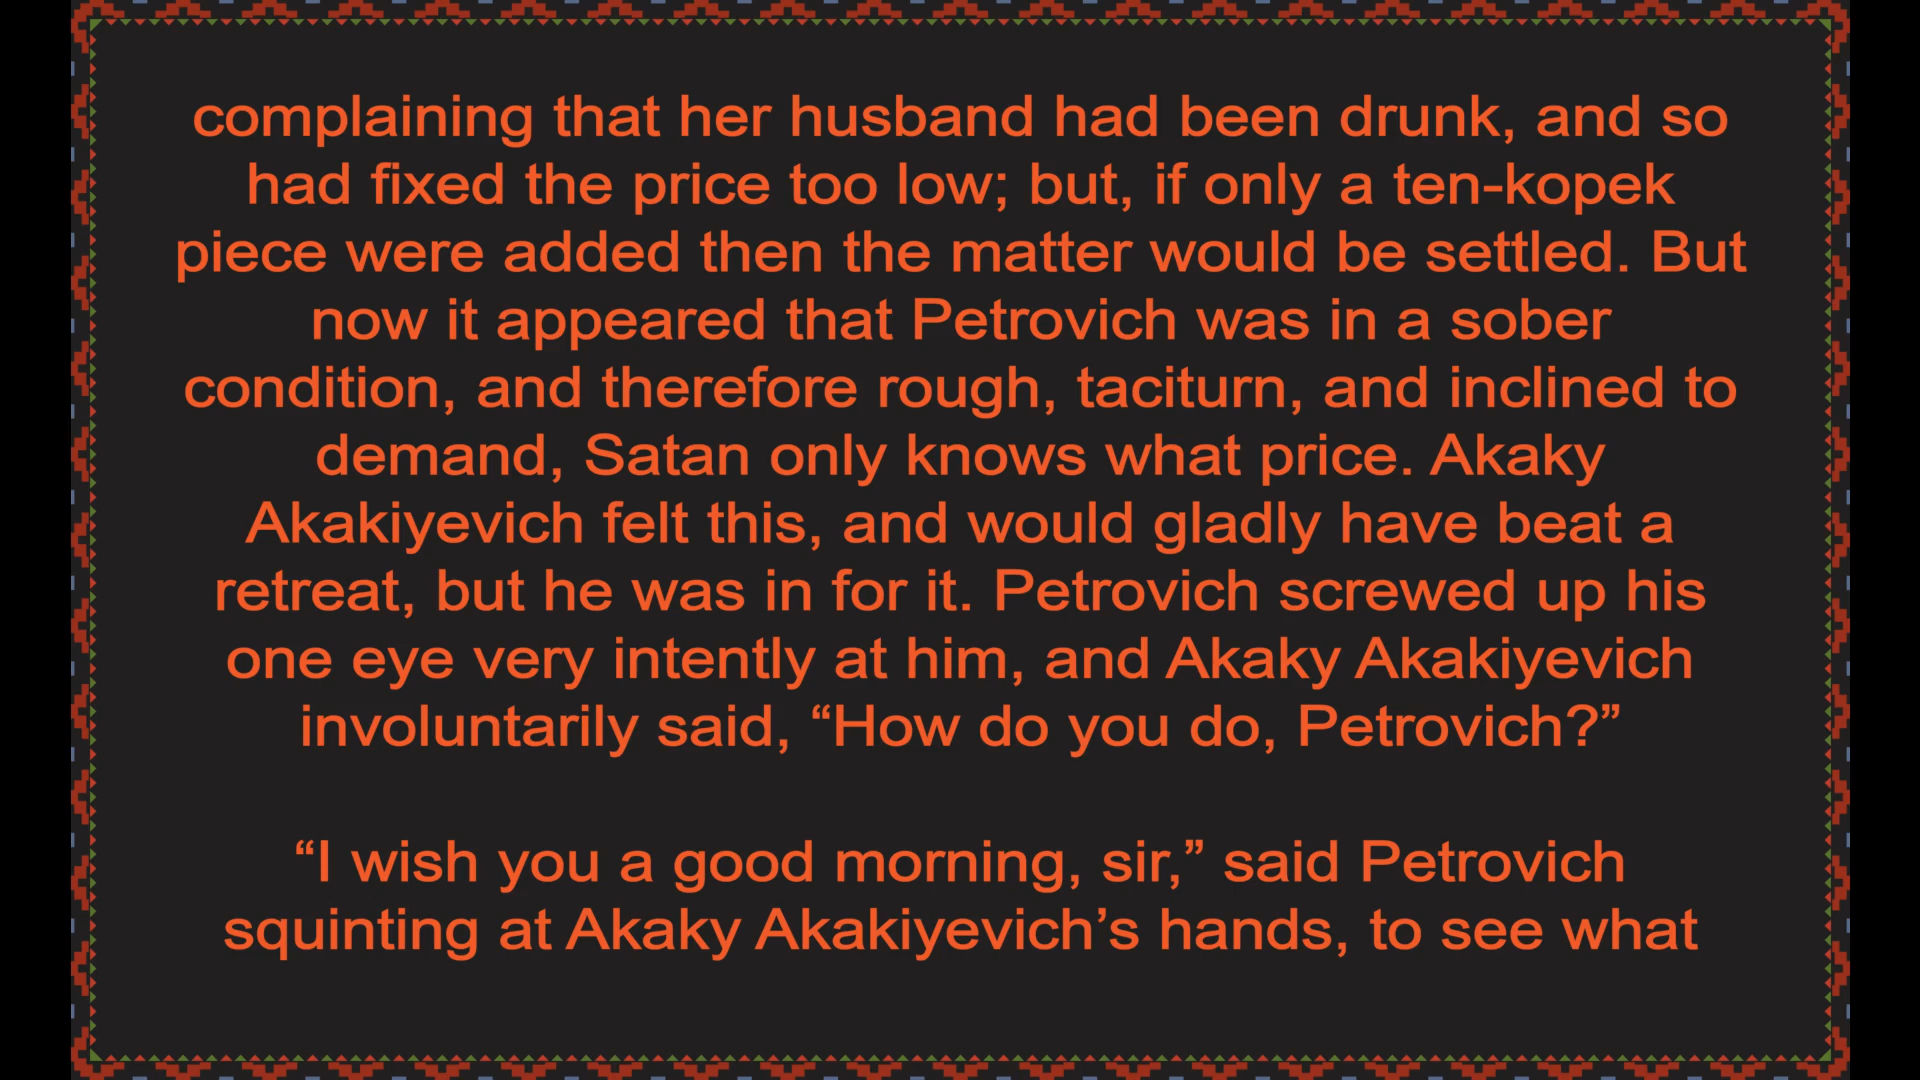 complaining that her husband had been drunk, and so
had fixed the price too low; but, if only a ten-kopek
piece were added then the matter would be settled. But
now it appeared that Petrovich was in a sober
condition, and therefore rough, taciturn, and inclined to
demand, Satan only knows what price. Akaky
Akakiyevich felt this, and would gladly have beat a
retreat, but he was in for it. Petrovich screwed up his
one eye very intently at him, and Akaky Akakiyevich
involuntarily said, “How do you do, Petrovich?”
“I wish you a good morning, sir,” said Petrovich
squinting at Akaky Akakiyevich’s hands, to see what